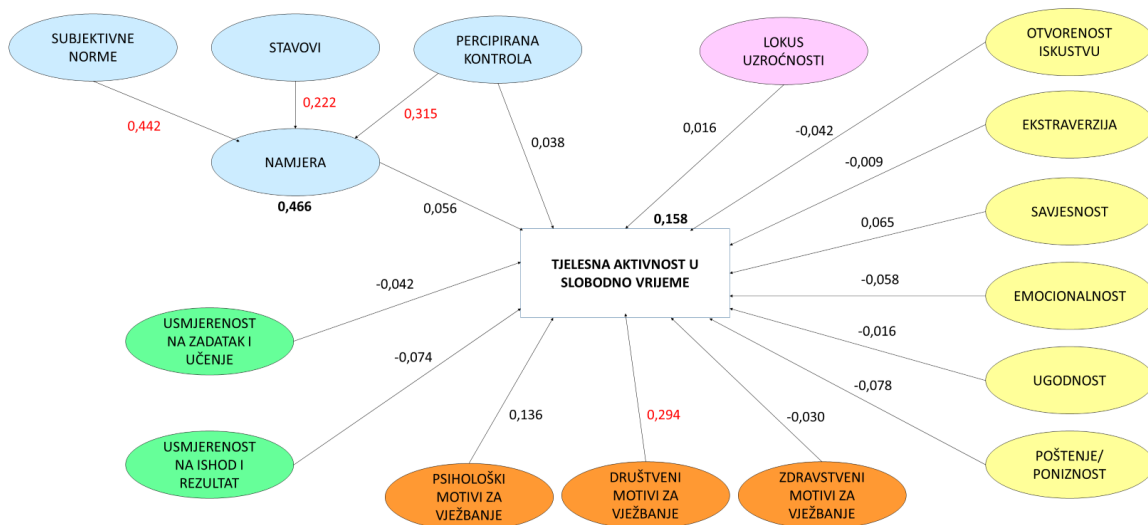 SUBJEKTIVNE
NORME
STAVOVI
PERCIPIRANA
KONTROLA
LOKUS
UZROĆNOSTI
OTVORENOST
ISKUSTVU
0,442
0,222
0,315
0,038
0,016
-0,042
EKSTRAVERZIJA
-0,009
NAMJERA
0,466
0,056
0,158
0,065
SAVJESNOST
TJELESNA AKTIVNOST U
SLOBODNO VRIJEME
-0,042
-0,058
EMOCIONALNOST
USMJERENOST
NA ZADATAK I
UČENJE
-0,074
-0,016
UGODNOST
-0,078
0,136
0,294
-0,030
USMJERENOST
NA ISHOD I
REZULTAT
PSIHOLOŠKI
MOTIVI ZA
VJEŽBANJE
DRUŠTVENI
MOTIVI ZA
VJEŽBANJE
ZDRAVSTVENI
MOTIVI ZA
VJEŽBANJE
POŠTENJE/
PONIZNOST